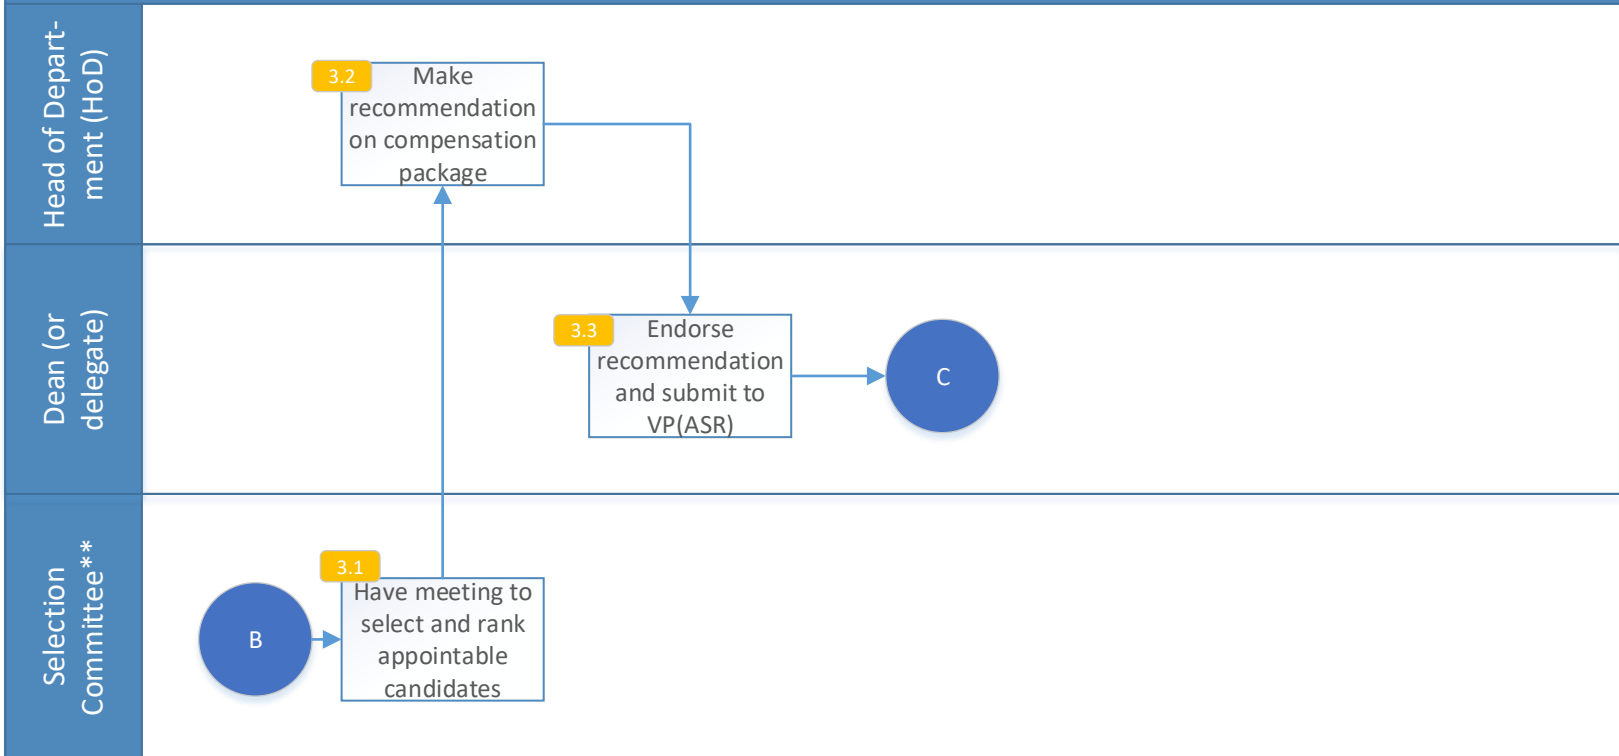 Head of Depart-
ment (HoD)
3.2
Make
recommendation
on compensation
package
Dean (or
delegate)
3.3
Endorse
recommendation
and submit to
VP(ASR)
C
Selection
Committee**
B
3.1
Have meeting to
select and rank
appointable
candidates